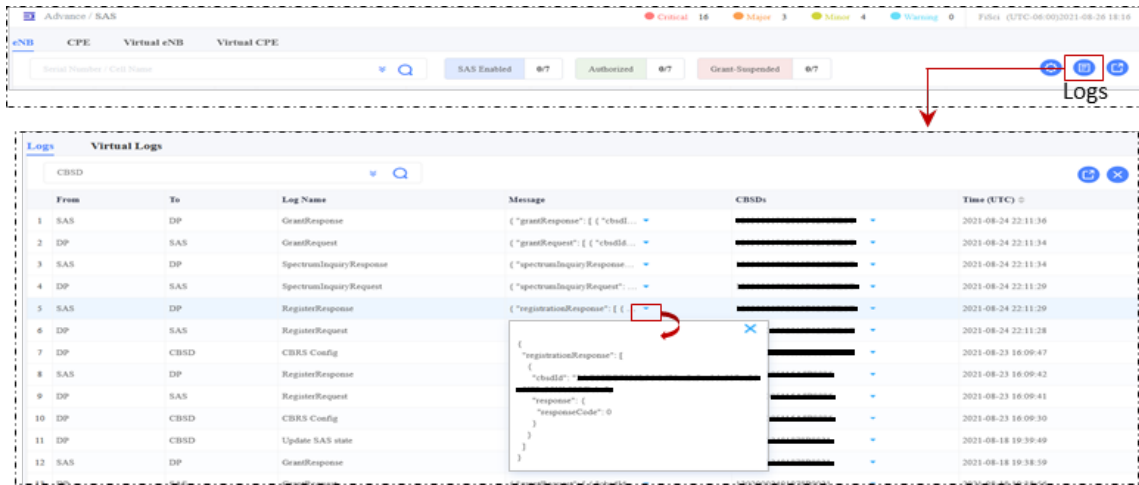 Advance / SAS Critical 16 Major 3 Minor 4 Warning 0 (UTC-06:00)2021-08-26 18:16
eNB CPE Virtual eNB Virtual CPE
Serial Number / Cell Name SAS Enabled 0/7 Authorized 0/7 Grant-Suspended 0/7
Logs
Logs Virtual Logs
CBSD
From To Log Name Message CBSDs Time (UTC)
1 SAS DP GrantResponse { "grantResponse": [ { "cbsdI... 2021-08-24 22:11:36
2 DP SAS GrantRequest { "grantRequest": [ { "cbsdId... 2021-08-24 22:11:34
3 SAS DP SpectrumInquiryResponse { "spectrumInquiryResponse... 2021-08-24 22:11:34
4 DP SAS SpectrumInquiryRequest { "spectrumInquiryRequest": ... 2021-08-24 22:11:29
5 SAS DP RegisterResponse { "registrationResponse": [ { ... 2021-08-24 22:11:29
6 DP SAS RegisterRequest 2021-08-24 22:11:28
7 DP CBSD CBRS Config 2021-08-23 16:09:47
8 SAS DP RegisterResponse 2021-08-23 16:09:42
9 DP SAS RegisterRequest 2021-08-23 16:09:41
10 DP CBSD CBRS Config 2021-08-23 16:09:30
11 DP CBSD Update SAS state 2021-08-18 19:39:49
12 SAS DP GrantResponse 2021-08-18 19:38:59
{
"registrationResponse": [
{
"cbsdId": "
"response": {
"responseCode": 0
}
}
]
}